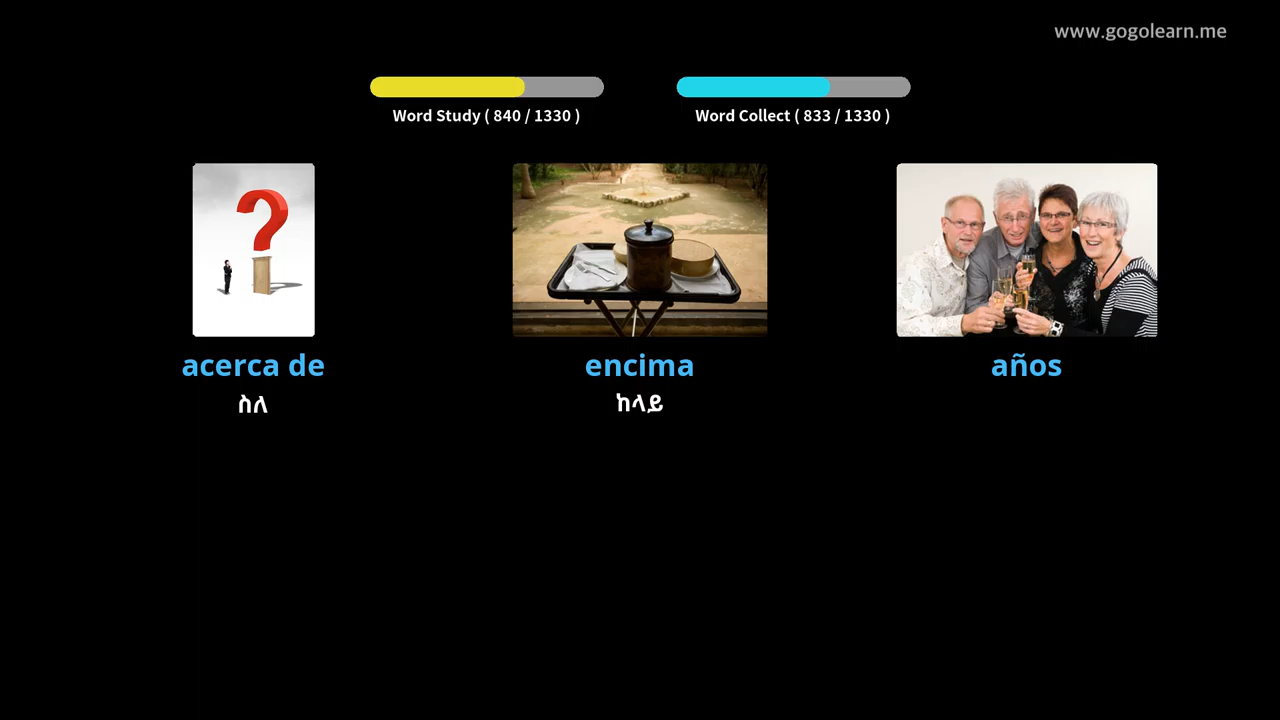 www.gogolearn.me
Word Study ( 840 / 1330 )
Word Collect ( 833 / 1330 )
acerca de
ስለ
encima
ከላይ
años